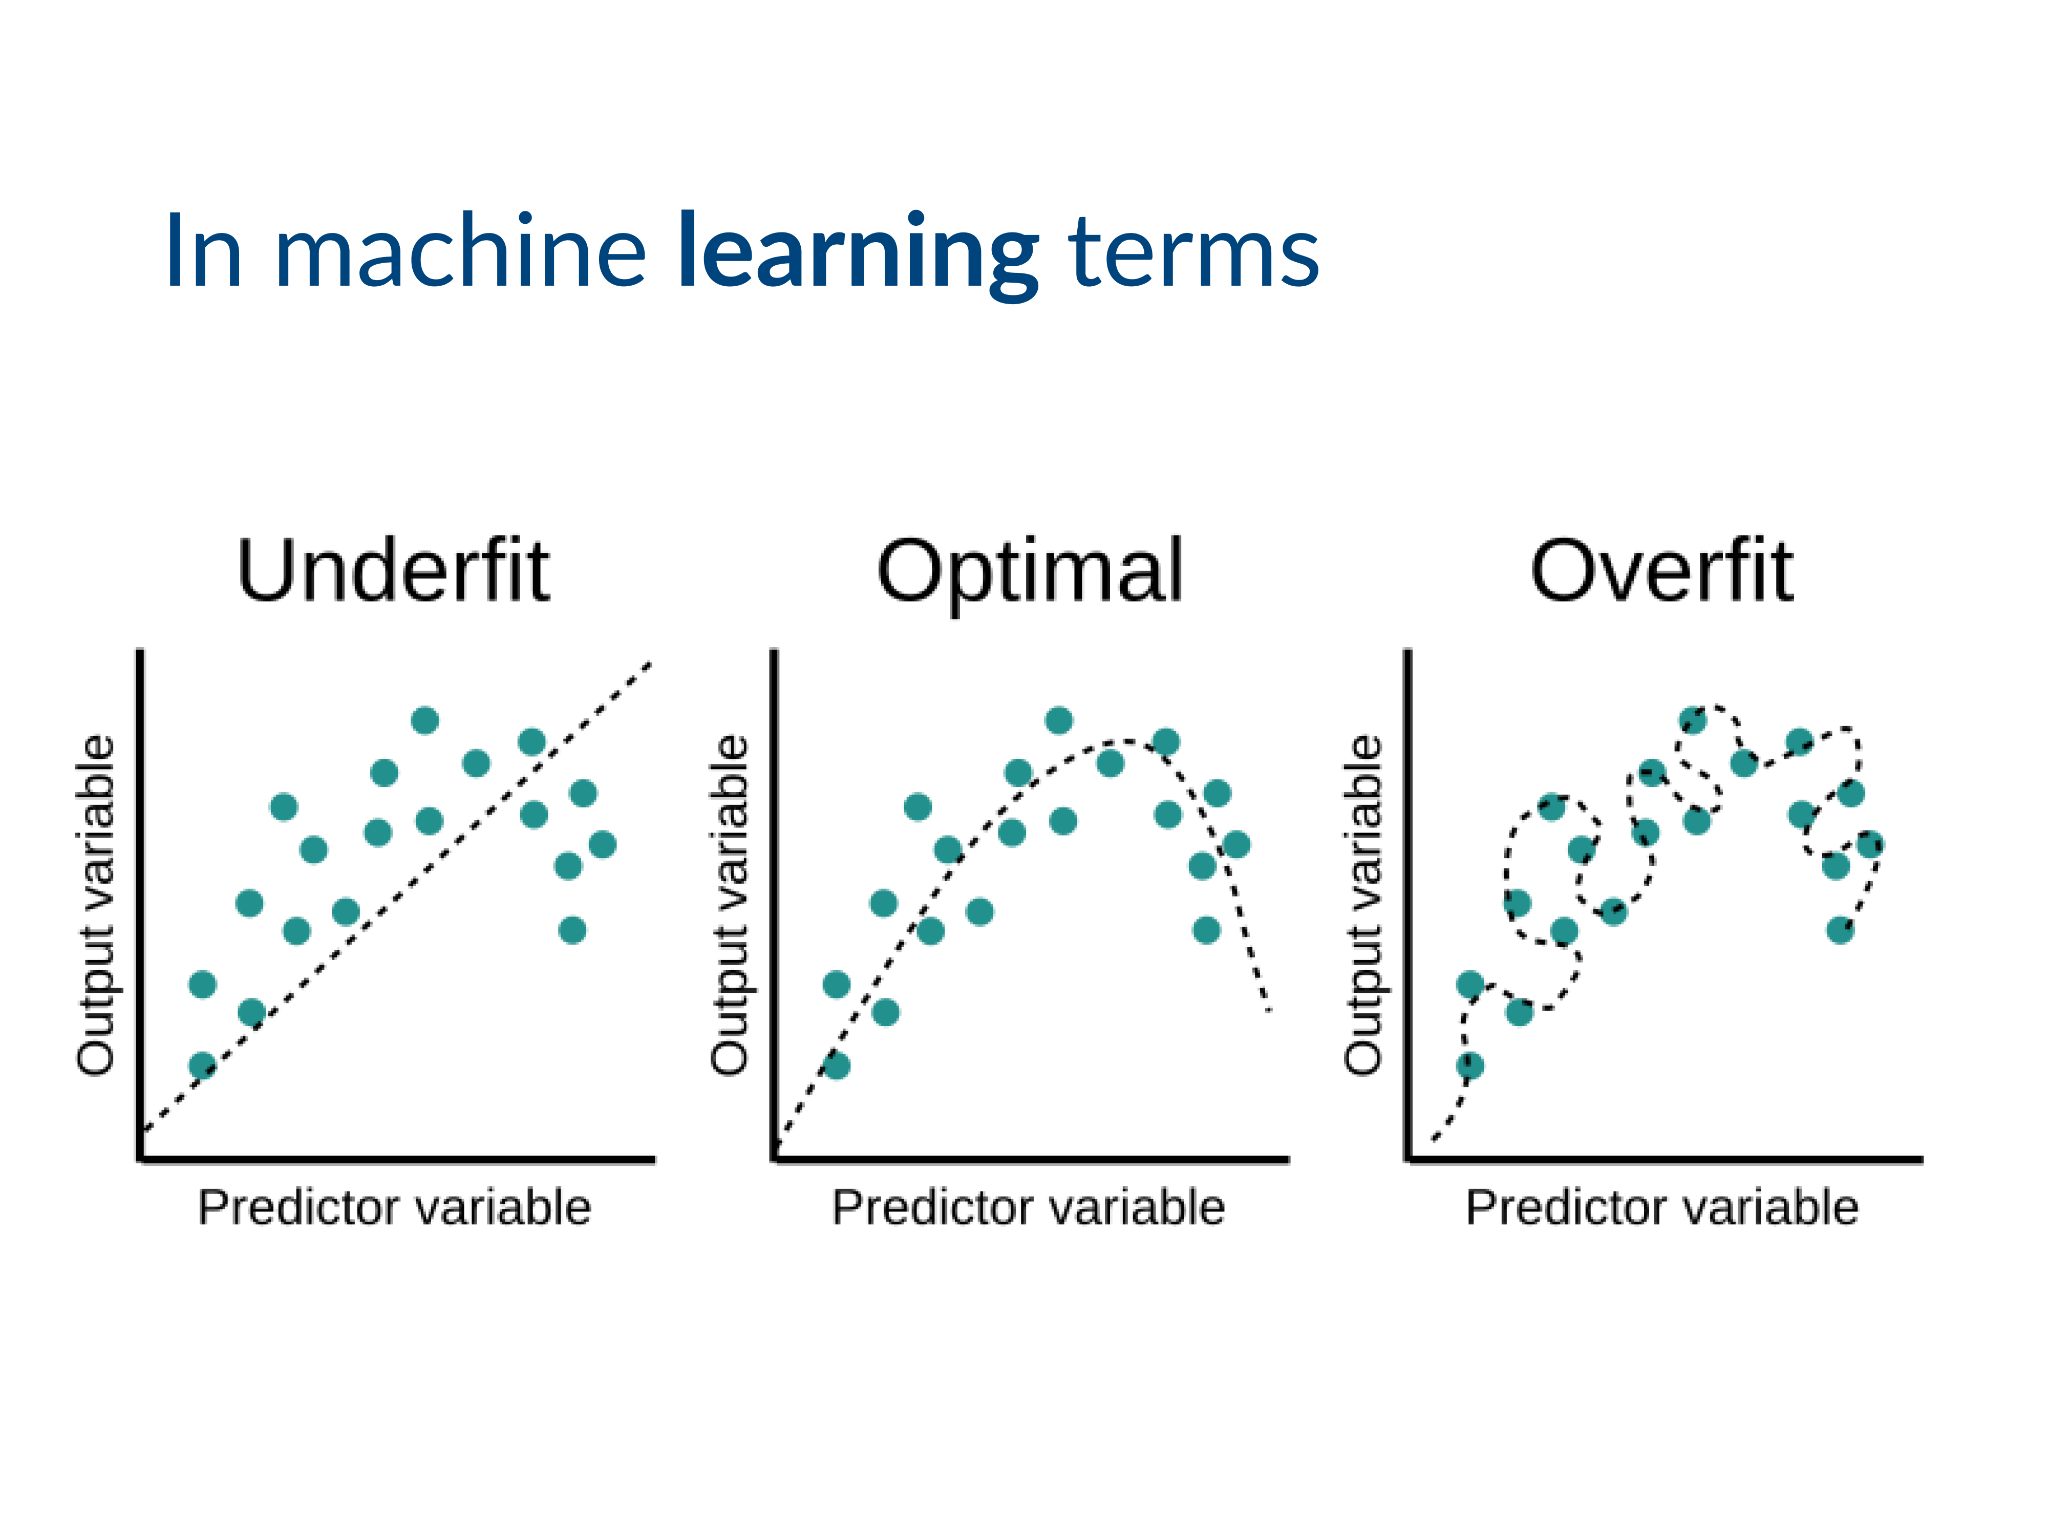 In machine learning terms
Underfit
Optimal
Overfit
Output variable
Output variable
Output variable
Predictor variable
Predictor variable
Predictor variable